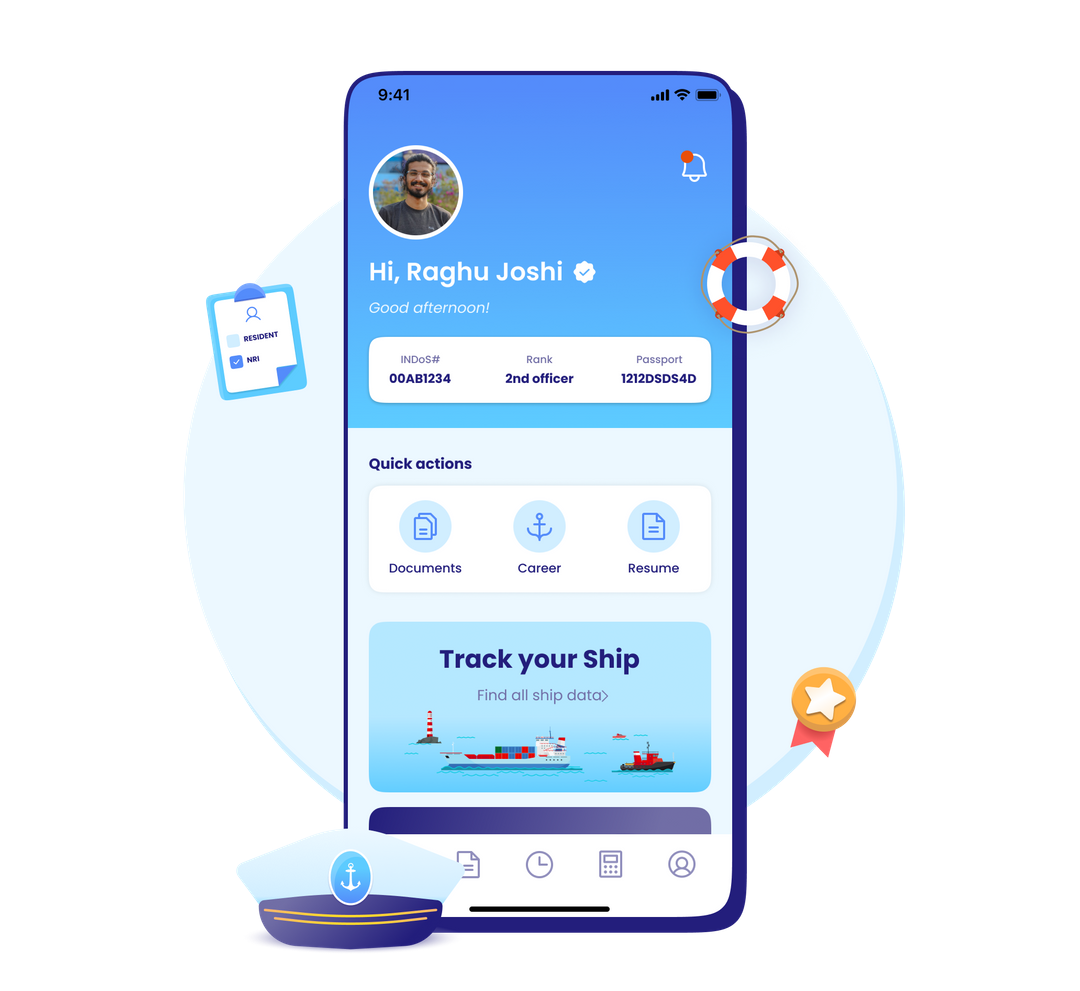 9:41
Hi, Raghu Joshi
Good afternoon!
RESIDENT
NRI
INDoS# Rank Passport
00AB1234 2nd officer 1212DSDS4D
Quick actions
Documents Career Resume
Track your Ship
Find all ship data